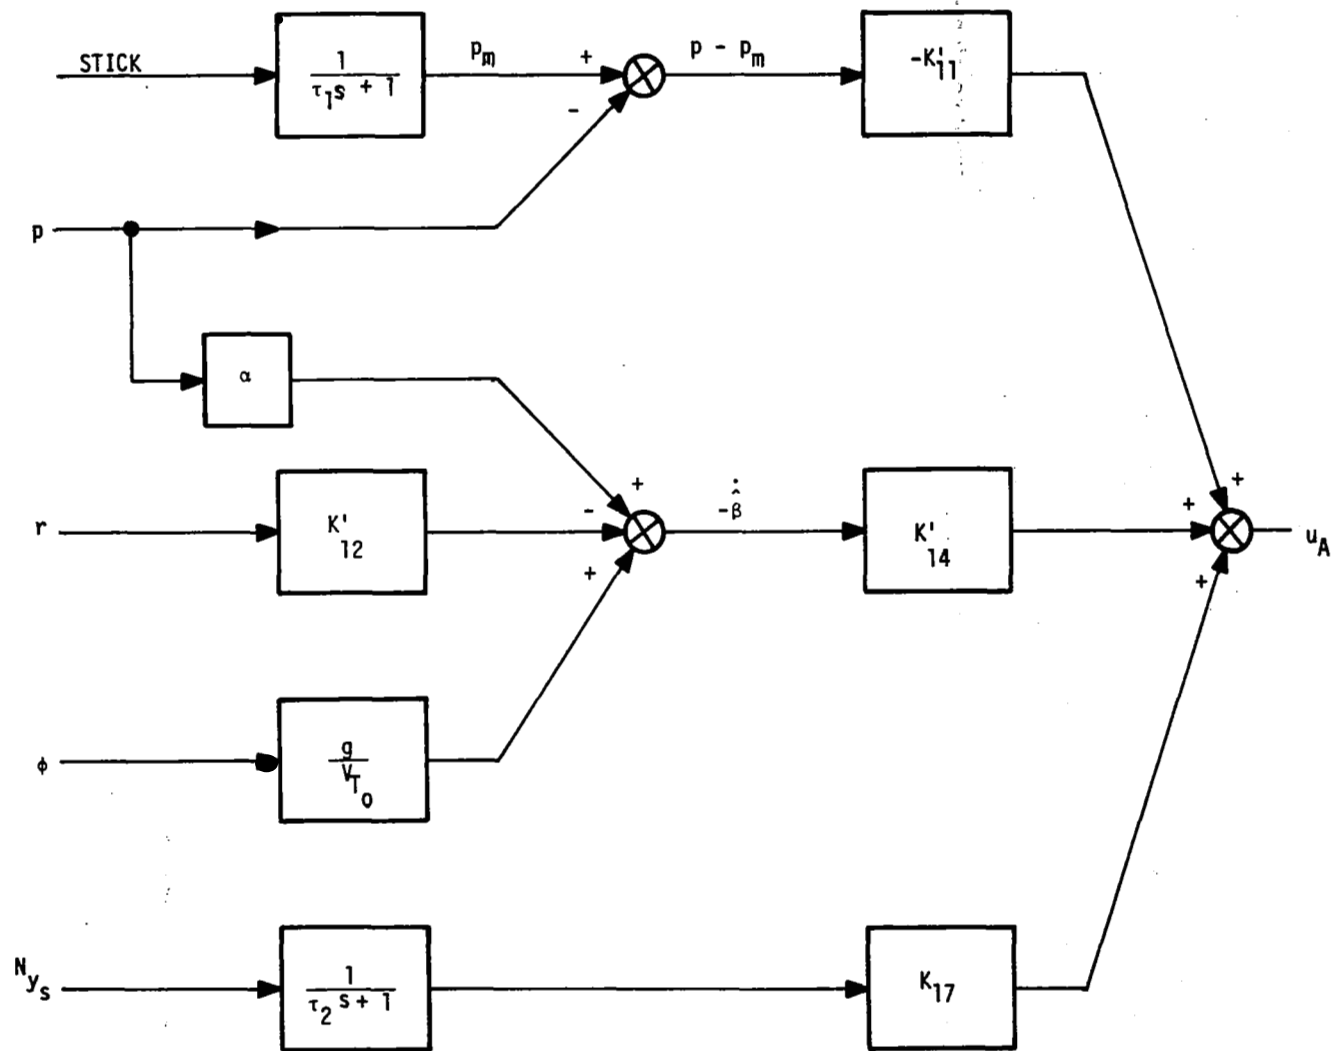 STICK
1
τ1s + 1
pm
+
-
p - pm
-K'11
p
α
+
r
K'12
-
-β̂̇
K'14
+
+
+
uA
+
φ
g
VT0
Nys
1
τ2s + 1
K17